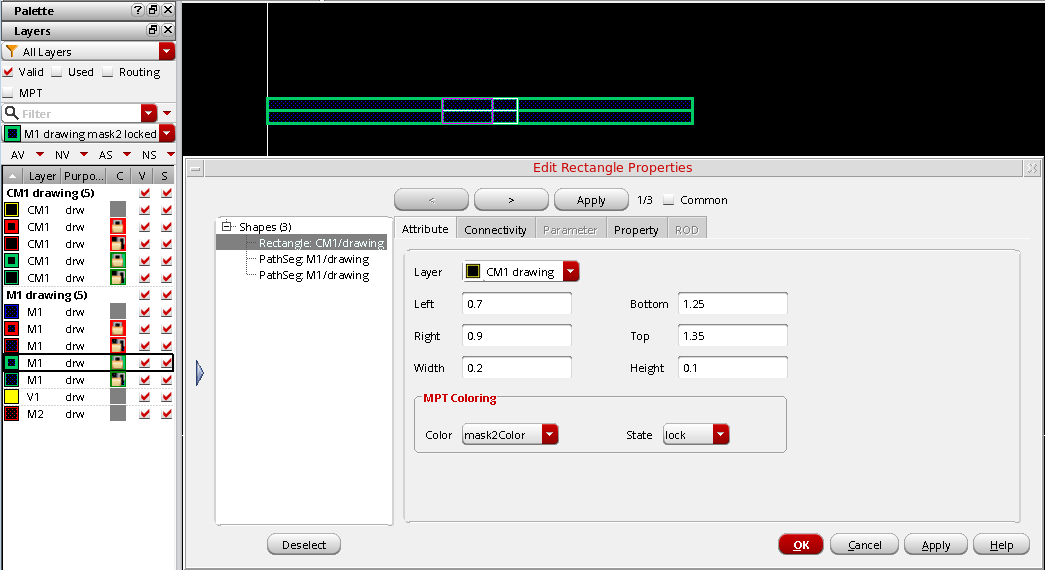 Palette
Layers
All Layers
Valid Used Routing
MPT
Filter
M1 drawing mask2 locked
AV NV AS NS
Layer Purpo... C V S
CM1 drawing (5)
CM1 drw
CM1 drw
CM1 drw
CM1 drw
CM1 drw
M1 drawing (5)
M1 drw
M1 drw
M1 drw
M1 drw
M1 drw
V1 drw
M2 drw
Edit Rectangle Properties
< > Apply 1/3 Common
Shapes (3)
Rectangle: CM1/drawing
PathSeg: M1/drawing
PathSeg: M1/drawing
Attribute Connectivity Parameter Property ROD
Layer CM1 drawing
Left 0.7 Bottom 1.25
Right 0.9 Top 1.35
Width 0.2 Height 0.1
MPT Coloring
Color mask2Color State lock
Deselect
OK Cancel Apply Help